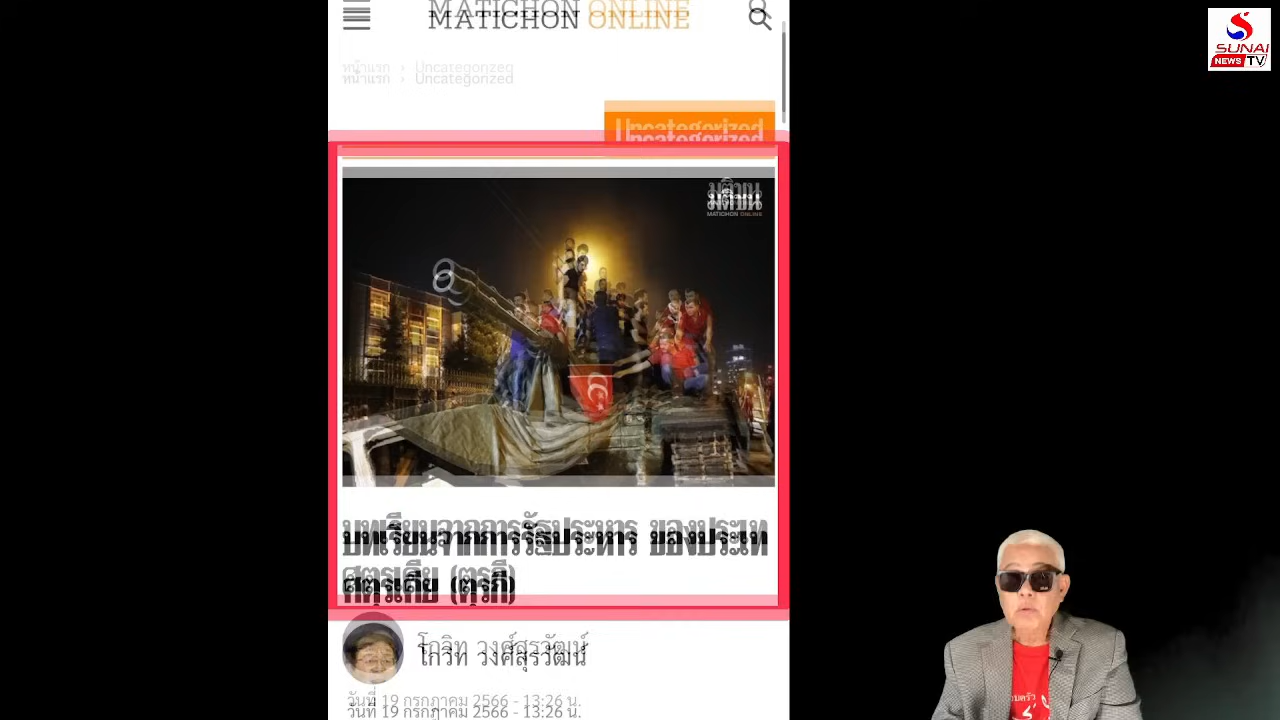 MATICHON ONLINE
SUNAI
NEWS TV
หน้าแรก › Uncategorized
Uncategorized
มติชน
MATICHON ONLINE
บทเรียนจากการรัฐประหาร ของประเท
ศตุรเคีย (ตุรกี)
โกวิท วงศ์สุรวัฒน์
วันที่ 19 กรกฎาคม 2566 - 13:26 น.